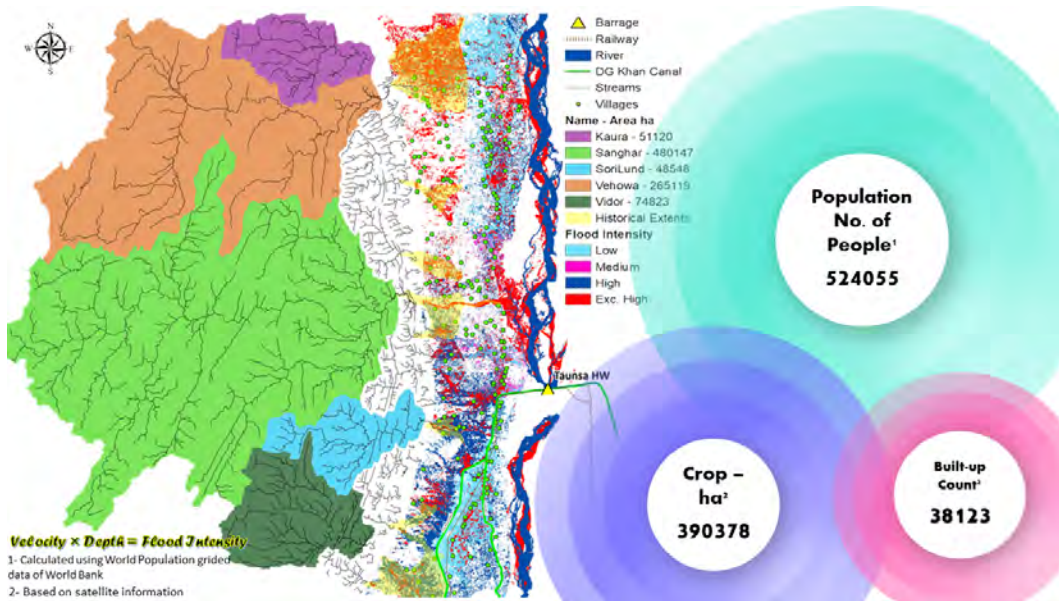 N
W E
S
Barrage
Railway
River
DG Khan Canal
Streams
Villages
Name - Area ha
Kaura - 51120
Sanghar - 480147
SoriLund - 48548
Vehowa - 265119
Vidor - 74823
Historical Extents
Flood Intensity
Low
Medium
High
Exc. High
Taunsa HW
Population
No. of
People¹
524055
Crop –
ha²
390378
Built-up
Count²
38123
Velocity × Depth = Flood Intensity
1- Calculated using World Population grided
data of World Bank
2- Based on satellite information